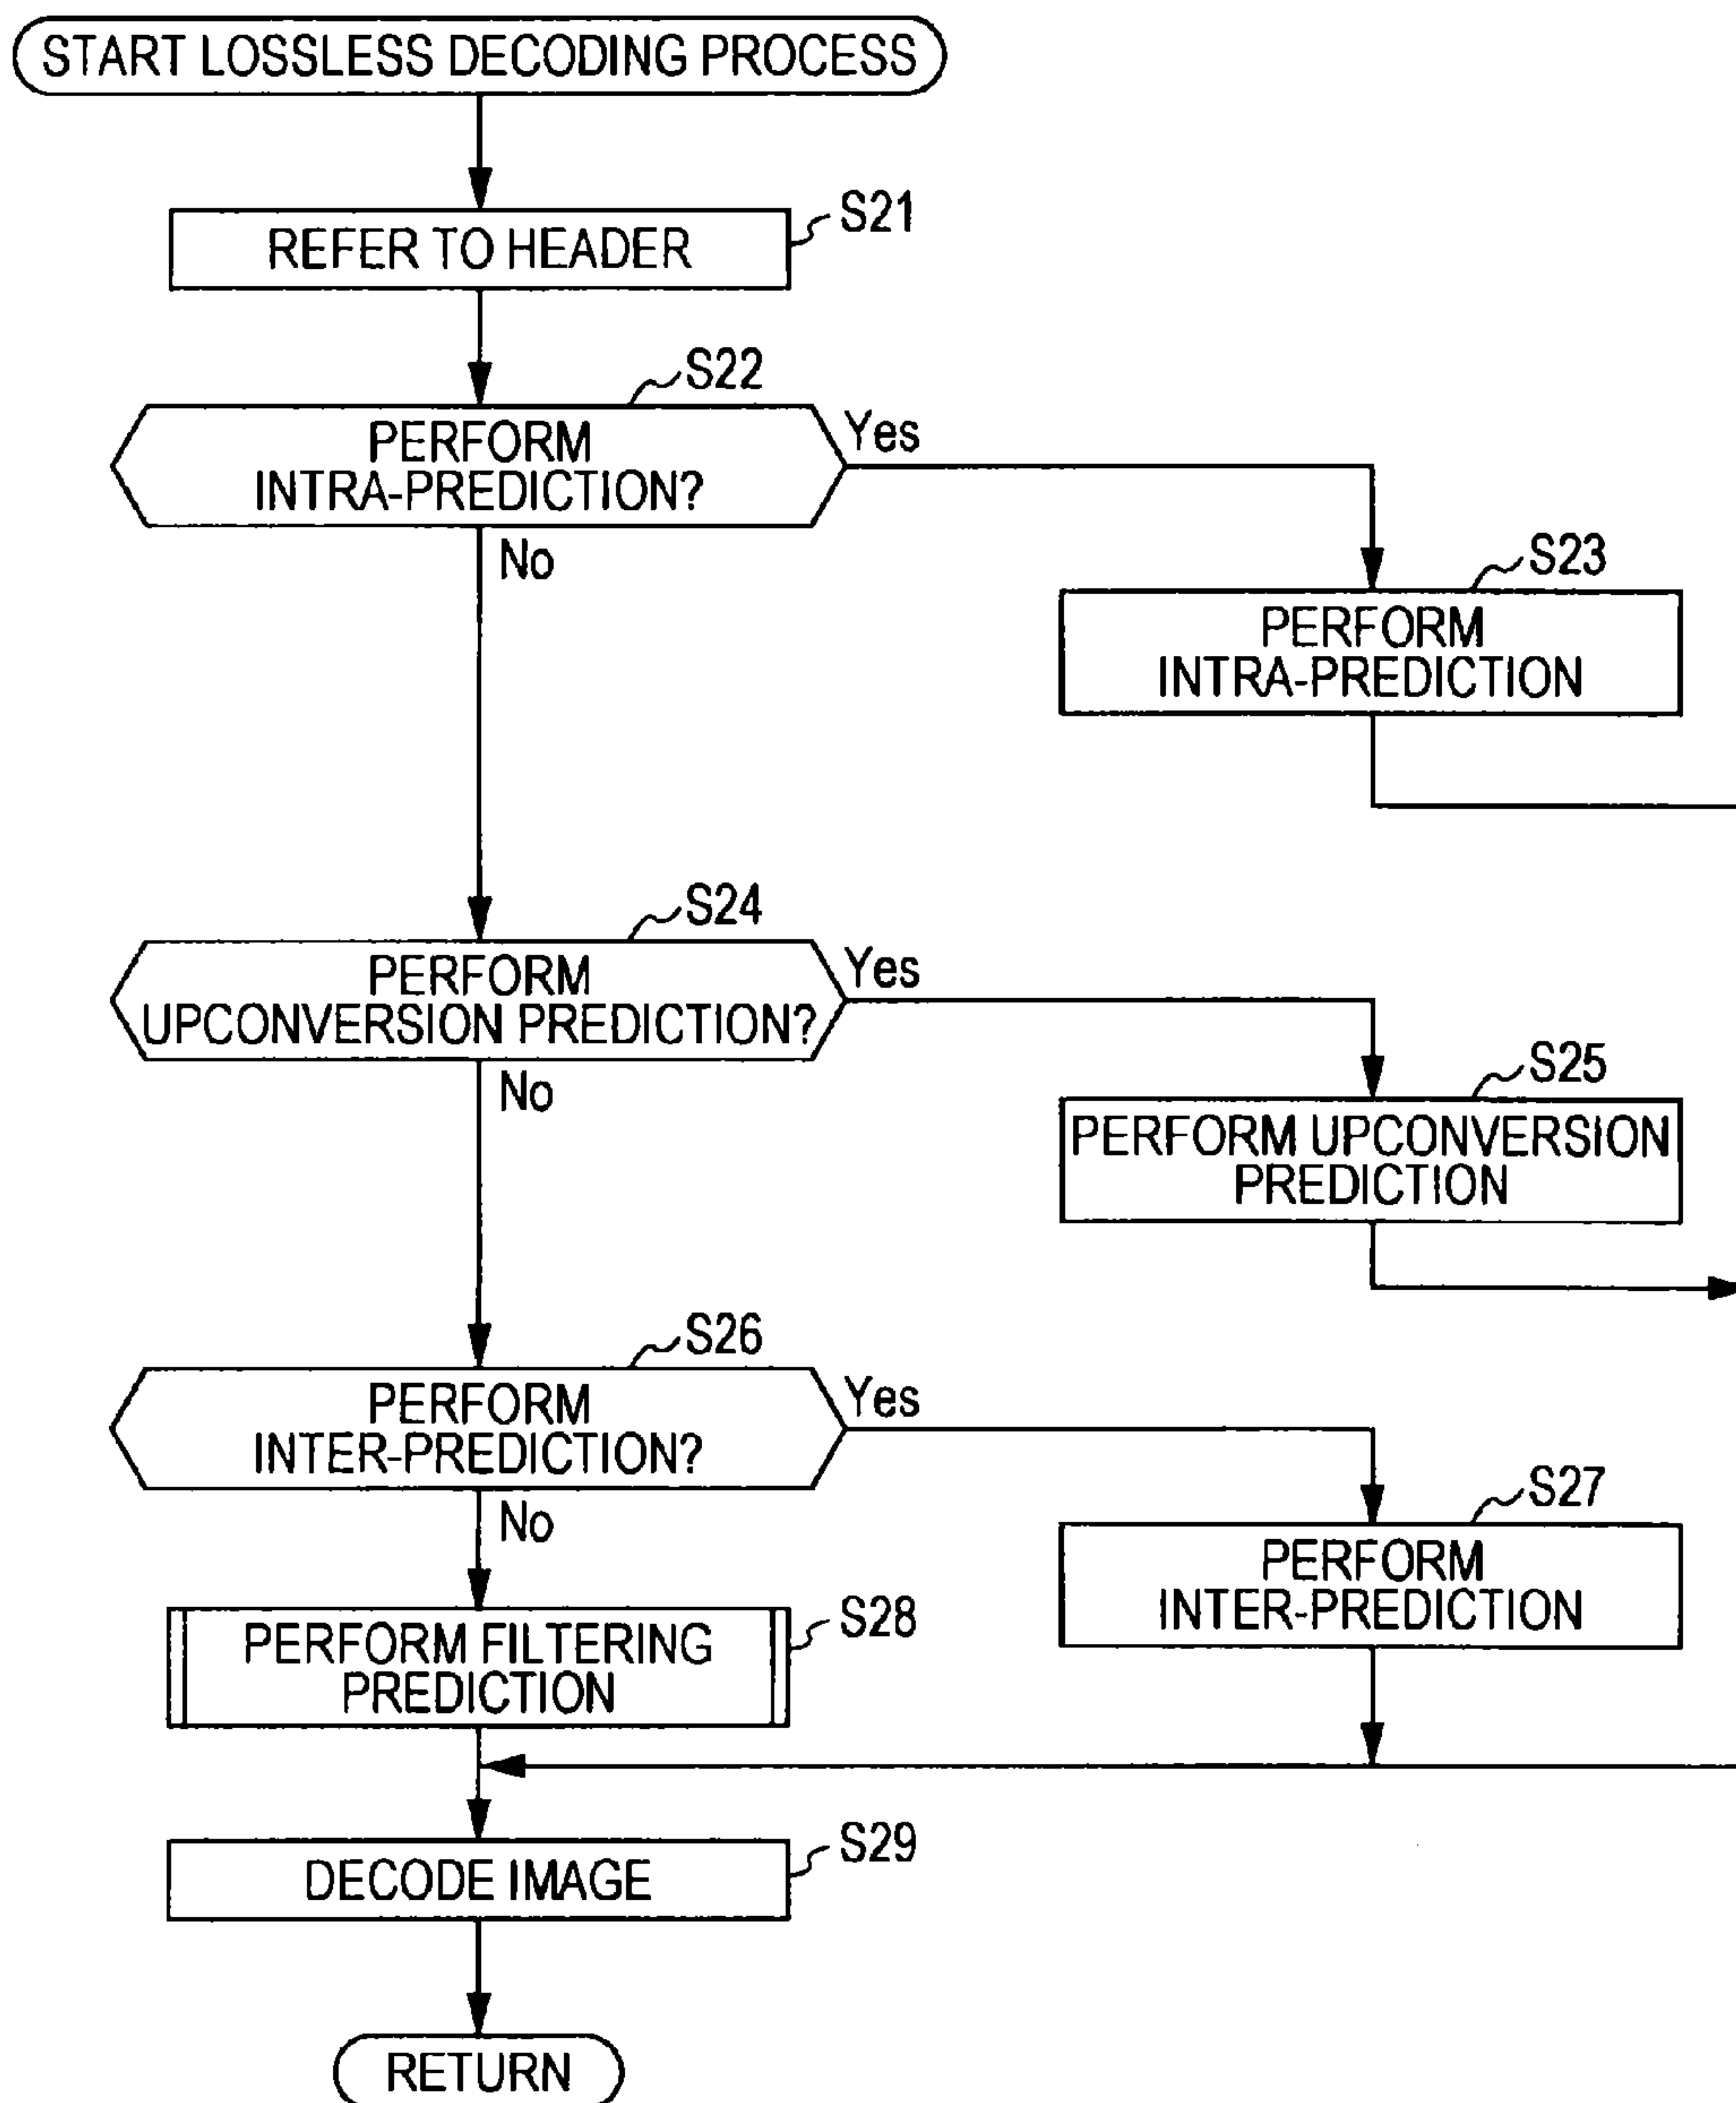 START LOSSLESS DECODING PROCESS
S21
REFER TO HEADER
S22
PERFORM
INTRA-PREDICTION?
Yes
No
S23
PERFORM
INTRA-PREDICTION
S24
PERFORM
UPCONVERSION PREDICTION?
Yes
No
S25
PERFORM UPCONVERSION
PREDICTION
S26
PERFORM
INTER-PREDICTION?
Yes
No
S27
PERFORM
INTER-PREDICTION
S28
PERFORM FILTERING
PREDICTION
S29
DECODE IMAGE
RETURN